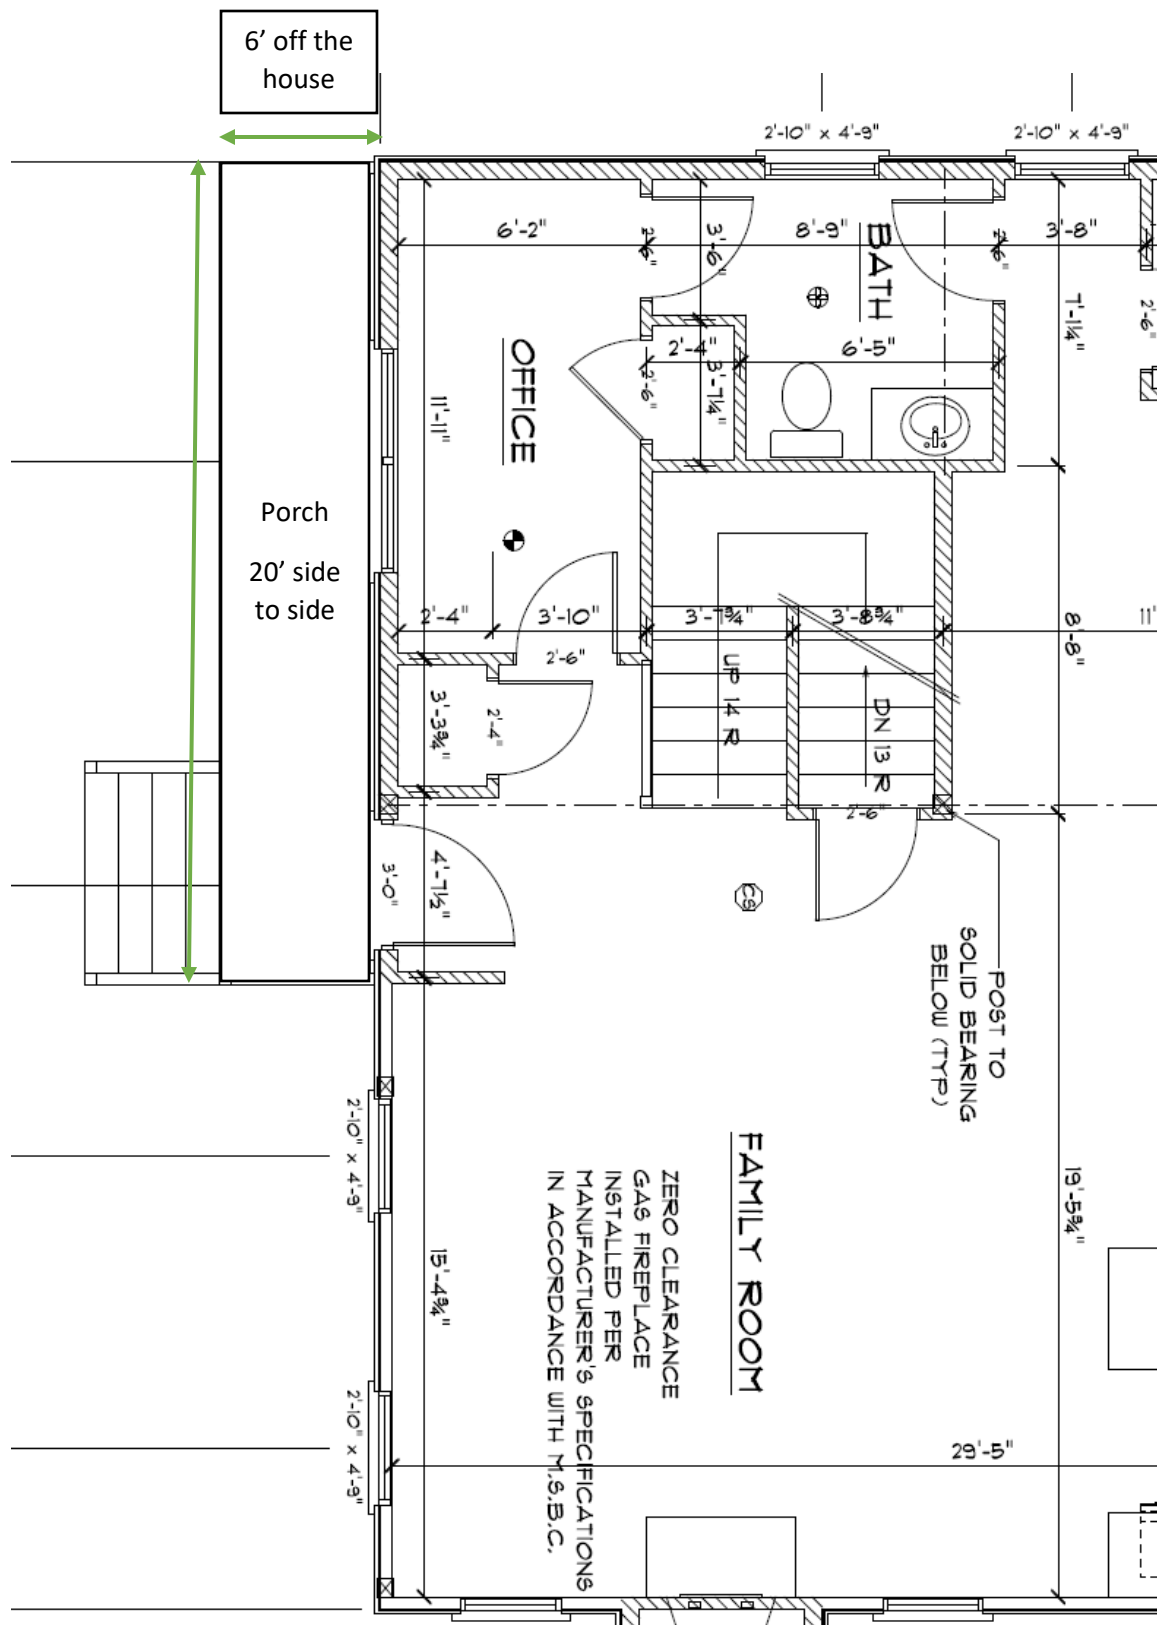 6’ off the
house
2'-10" x 4'-9"
2'-10" x 4'-9"
6'-2"
2'-6"
3'-6"
8'-9"
BATH
2'-6"
3'-8"
7'-1¼"
2'-6"
OFFICE
11'-11"
2'-4"
2'-6"
3'-7¼"
6'-5"
Porch
20’ side
to side
2'-4"
3'-10"
2'-6"
3'-7¾"
3'-8¾"
8'-8"
11'
UP 14 R
DN 13 R
3'-3¾"
2'-4"
2'-6"
3'-0"
4'-7½"
CS
POST TO
SOLID BEARING
BELOW (TYP.)
2'-10" x 4'-9"
FAMILY ROOM
ZERO CLEARANCE
GAS FIREPLACE
INSTALLED PER
MANUFACTURER'S SPECIFICATIONS
IN ACCORDANCE WITH M.S.B.C.
19'-5¾"
15'-4¾"
2'-10" x 4'-9"
29'-5"